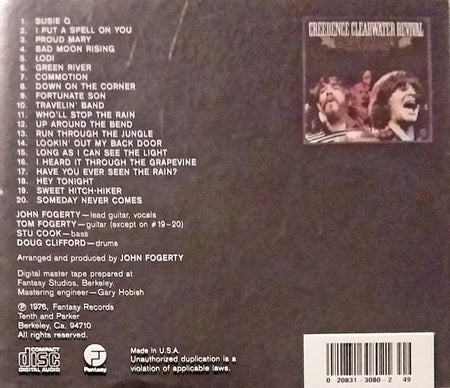 CREEDENCE CLEARWATER REVIVAL
1. SUSIE Q
2. I PUT A SPELL ON YOU
3. PROUD MARY
4. BAD MOON RISING
5. LODI
6. GREEN RIVER
7. COMMOTION
8. DOWN ON THE CORNER
9. FORTUNATE SON
10. TRAVELIN' BAND
11. WHO'LL STOP THE RAIN
12. UP AROUND THE BEND
13. RUN THROUGH THE JUNGLE
14. LOOKIN' OUT MY BACK DOOR
15. LONG AS I CAN SEE THE LIGHT
16. I HEARD IT THROUGH THE GRAPEVINE
17. HAVE YOU EVER SEEN THE RAIN?
18. HEY TONIGHT
19. SWEET HITCH-HIKER
20. SOMEDAY NEVER COMES
JOHN FOGERTY—lead guitar, vocals
TOM FOGERTY—guitar (except on #19-20)
STU COOK—bass
DOUG CLIFFORD—drums
Arranged and produced by JOHN FOGERTY
Digital master tape prepared at
Fantasy Studios, Berkeley.
Mastering engineer—Gary Hobish
℗ 1976, Fantasy Records
Tenth and Parker
Berkeley, Ca. 94710
All rights reserved.
COMPACT
disc
DIGITAL AUDIO
F
Fantasy
Made in U.S.A.
Unauthorized duplication is a
violation of applicable laws.
0 20831-3080-2 49